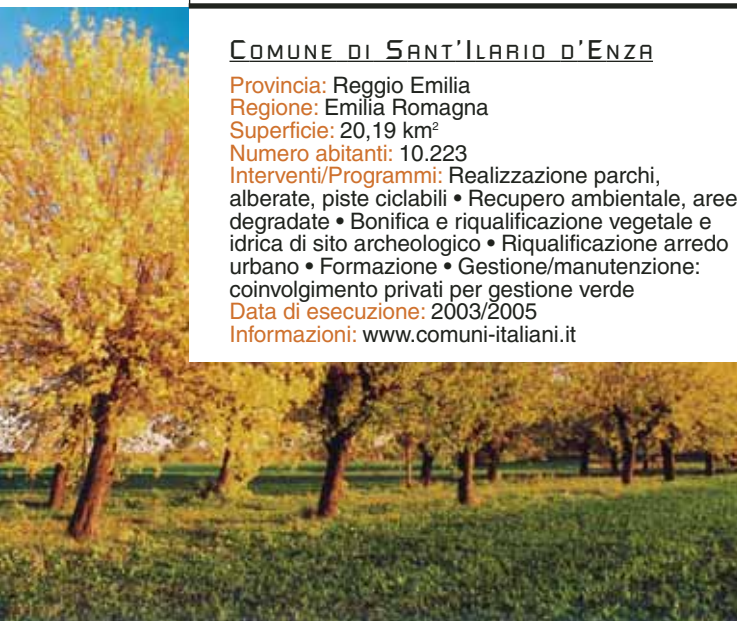 COMUNE DI SANT'ILARIO D'ENZA
Provincia: Reggio Emilia
Regione: Emilia Romagna
Superficie: 20,19 km²
Numero abitanti: 10.223
Interventi/Programmi: Realizzazione parchi,
alberate, piste ciclabili • Recupero ambientale, aree
degradate • Bonifica e riqualificazione vegetale e
idrica di sito archeologico • Riqualificazione arredo
urbano • Formazione • Gestione/manutenzione:
coinvolgimento privati per gestione verde
Data di esecuzione: 2003/2005
Informazioni: www.comuni-italiani.it